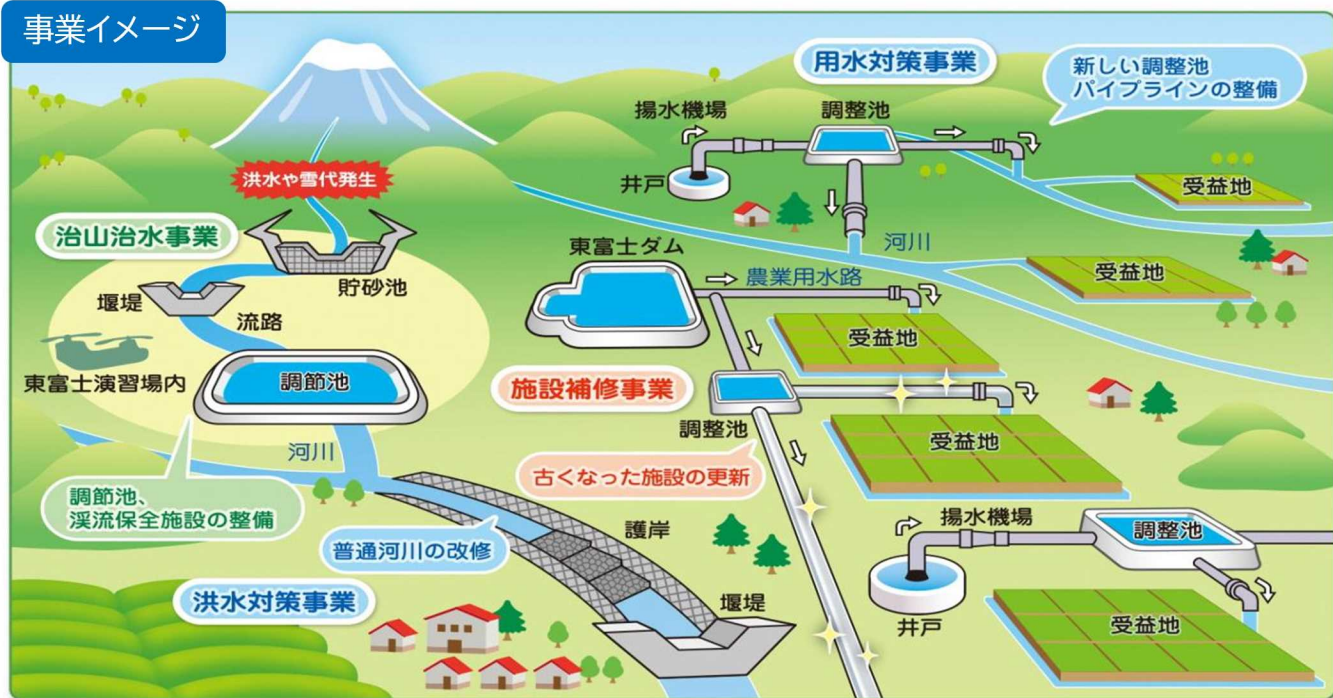 事業イメージ
用水対策事業
新しい調整池
パイプラインの整備
揚水機場
調整池
井戸
受益地
洪水や雪代発生
治山治水事業
貯砂池
堰堤
流路
東富士演習場内
調節池
河川
調節池、
渓流保全施設の整備
東富士ダム
農業用水路
河川
受益地
受益地
施設補修事業
調整池
受益地
古くなった施設の更新
護岸
普通河川の改修
洪水対策事業
堰堤
揚水機場
調整池
井戸
受益地